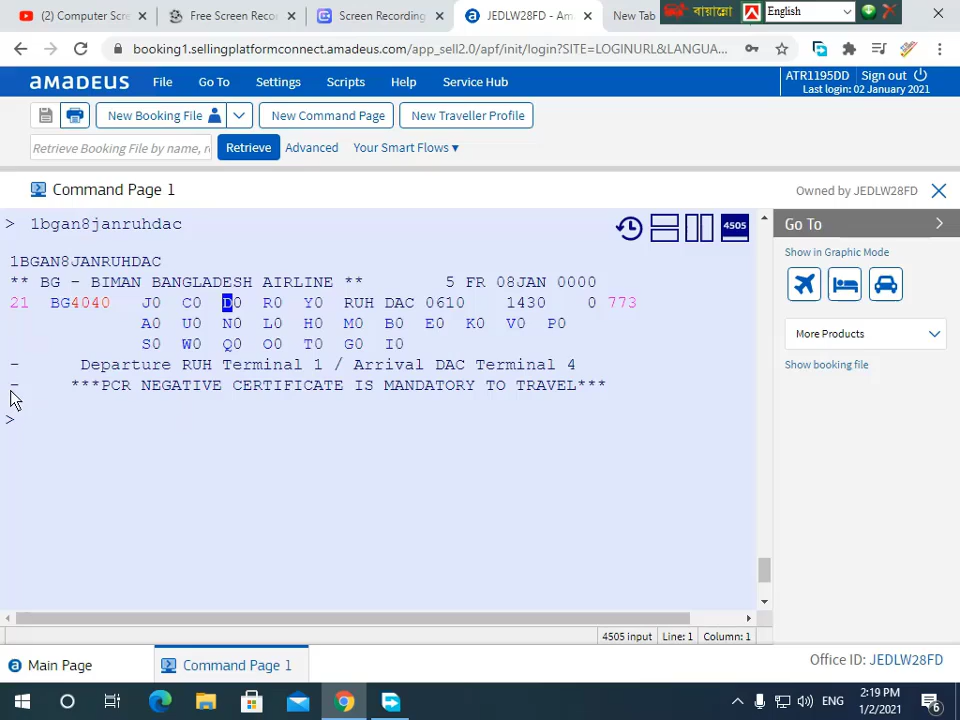 (2) Computer Scr
Free Screen Reco
Screen Recording
JEDLW28FD - Am
New Tab
বায়ান্নো
English
booking1.sellingplatformconnect.amadeus.com/app_sell2.0/apf/init/login?SITE=LOGINURL&LANGUA...
amadeus File Go To Settings Scripts Help Service Hub
ATR1195DD Sign out
Last login: 02 January 2021
New Booking File New Command Page New Traveller Profile
Retrieve Booking File by name, r Retrieve Advanced Your Smart Flows
Command Page 1
Owned by JEDLW28FD
> 1bgan8janruhdac
4505
1BGAN8JANRUHDAC
** BG - BIMAN BANGLADESH AIRLINE ** 5 FR 08JAN 0000
21 BG4040 J0 C0 D0 R0 Y0 RUH DAC 0610 1430 0 773
A0 U0 N0 L0 H0 M0 B0 E0 K0 V0 P0
S0 W0 Q0 O0 T0 G0 I0
- Departure RUH Terminal 1 / Arrival DAC Terminal 4
- ***PCR NEGATIVE CERTIFICATE IS MANDATORY TO TRAVEL***
>
Go To
Show in Graphic Mode
More Products
Show booking file
4505 input Line: 1 Column: 1
Main Page Command Page 1
Office ID: JEDLW28FD
ENG
2:19 PM
1/2/2021
6